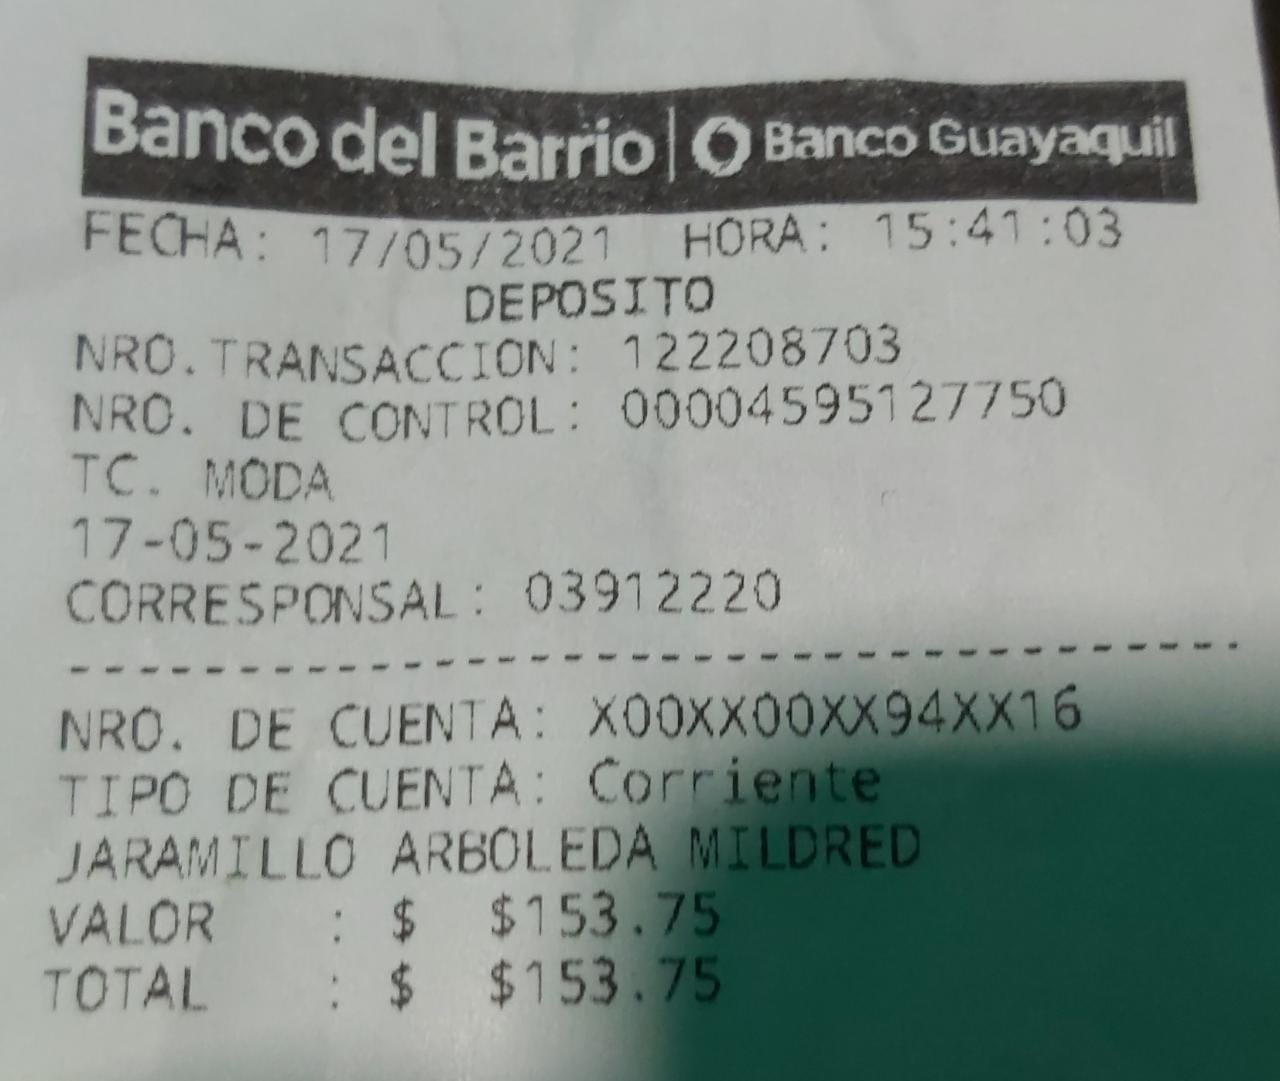 Banco del Barrio | Banco Guayaquil
FECHA: 17/05/2021 HORA: 15:41:03
DEPOSITO
NRO.TRANSACCION: 122208703
NRO. DE CONTROL: 00004595127750
TC. MODA
17-05-2021
CORRESPONSAL: 03912220
----------------------------------------
NRO. DE CUENTA: X00XX00XX94XX16
TIPO DE CUENTA: Corriente
JARAMILLO ARBOLEDA MILDRED
VALOR : $ $153.75
TOTAL : $ $153.75